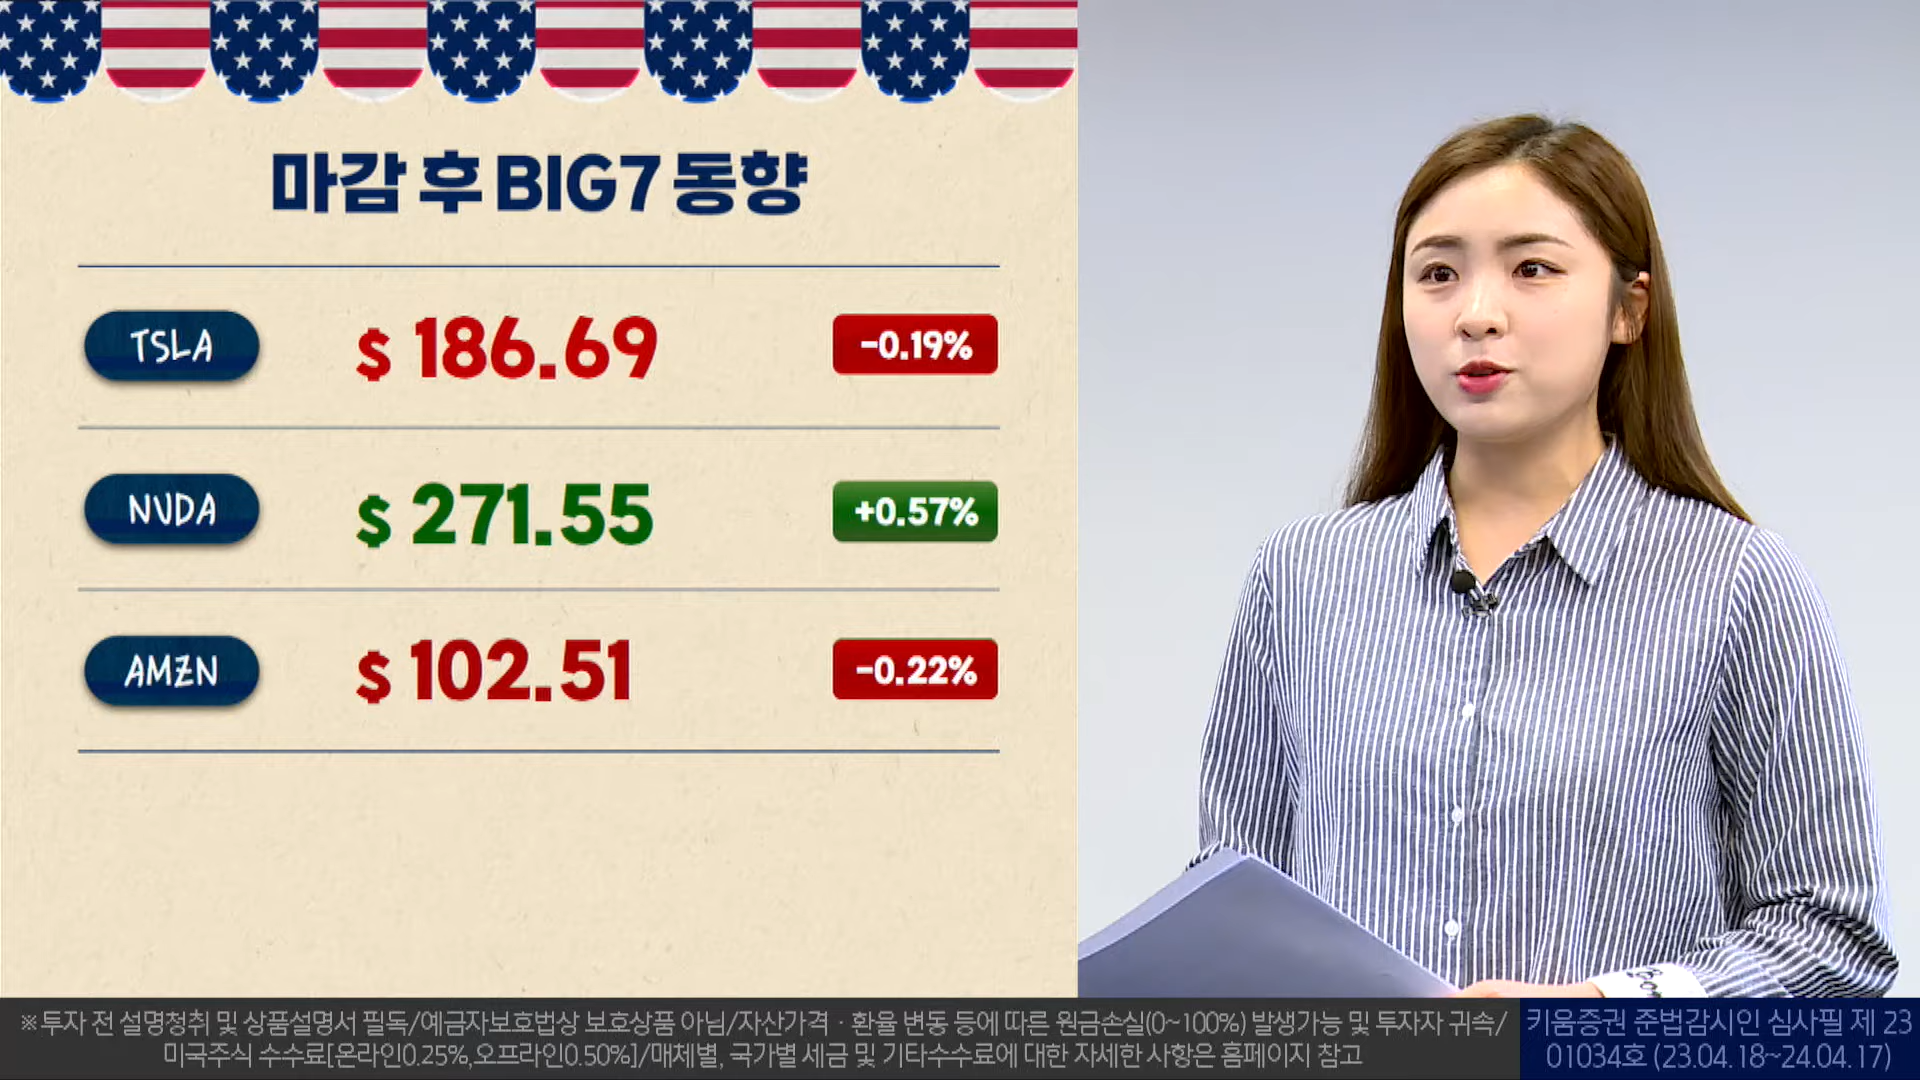 마감 후 BIG7 동향
TSLA $ 186.69 -0.19%
NVDA $ 271.55 +0.57%
AMZN $ 102.51 -0.22%
※투자 전 설명청취 및 상품설명서 필독/예금자보호법상 보호상품 아님/자산가격 · 환율 변동 등에 따른 원금손실(0~100%) 발생가능 및 투자자 귀속/
미국주식 수수료[온라인0.25%,오프라인0.50%]/매체별, 국가별 세금 및 기타수수료에 대한 자세한 사항은 홈페이지 참고
키움증권 준법감시인 심사필 제 23
01034호 (23.04.18~24.04.17)